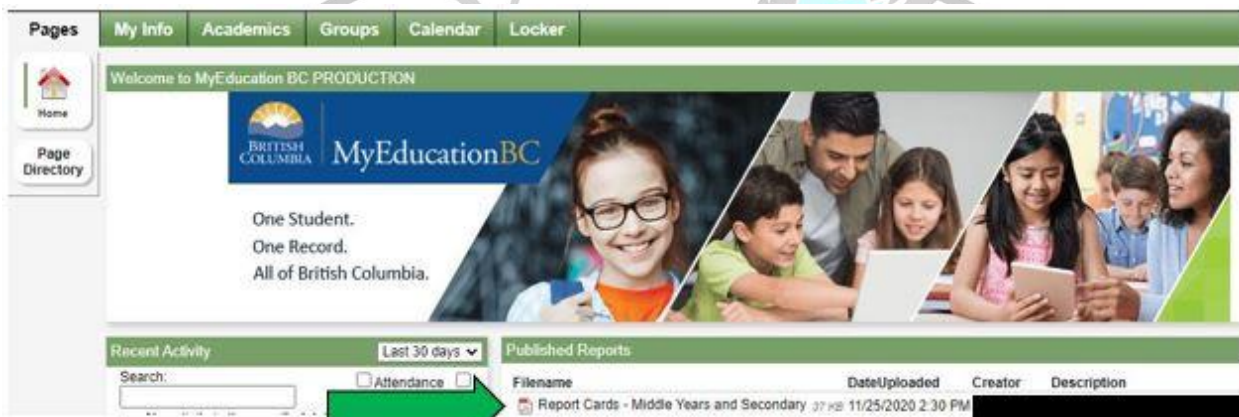 Pages My Info Academics Groups Calendar Locker
Home
Page
Directory
Welcome to MyEducation BC PRODUCTION
BRITISH
COLUMBIA
MyEducationBC
One Student.
One Record.
All of British Columbia.
Recent Activity Last 30 days
Search: Attendance
Published Reports
Filename DateUploaded Creator Description
Report Cards - Middle Years and Secondary 37 KB 11/25/2020 2:30 PM